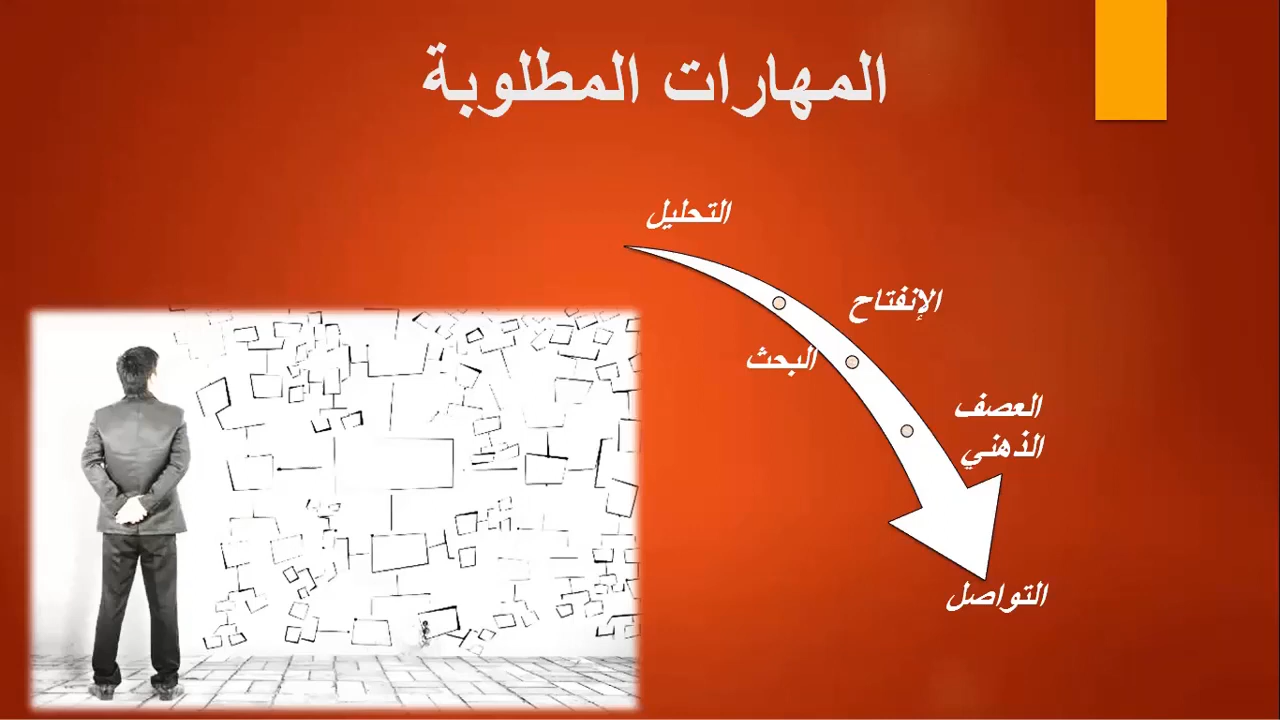 المهارات المطلوبة
التحليل
الإنفتاح
البحث
العصف
الذهني
التواصل